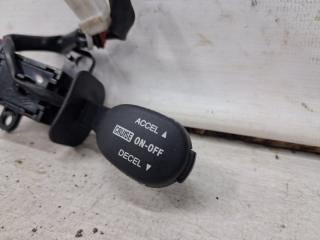 ACCEL ▲
CRUISE ON-OFF
DECEL ▼